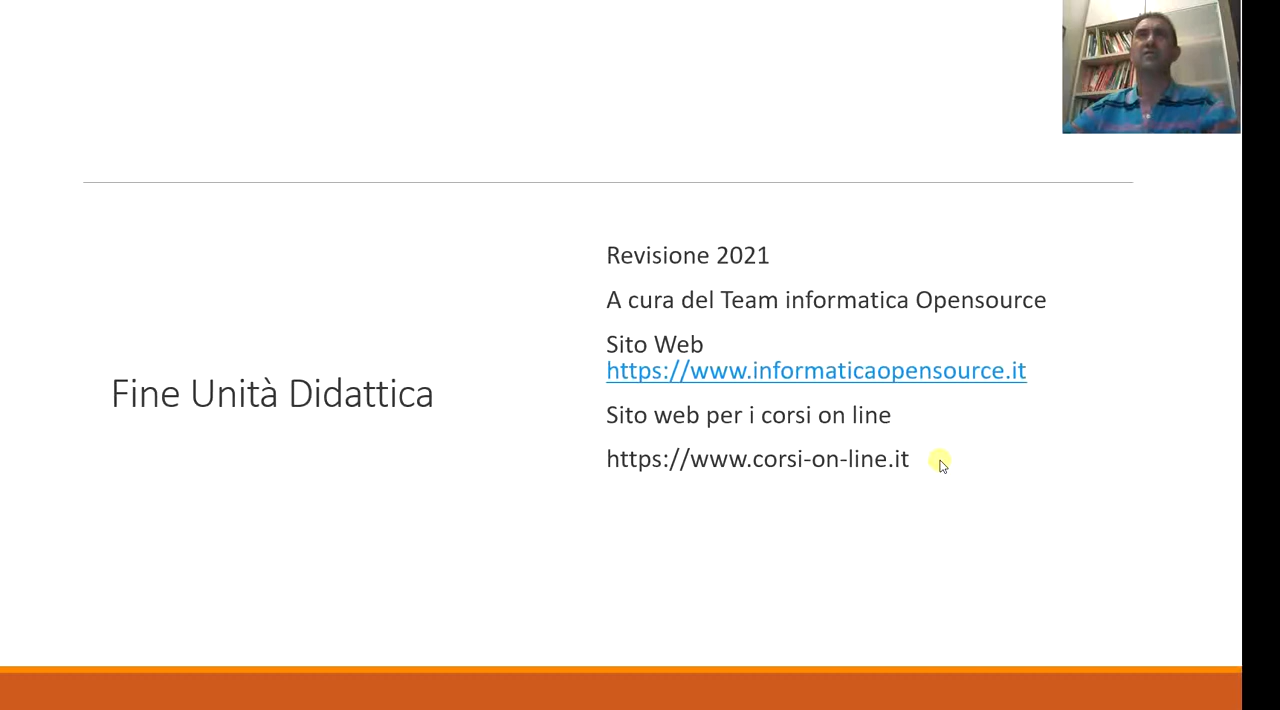 Fine Unità Didattica
Revisione 2021
A cura del Team informatica Opensource
Sito Web
https://www.informaticaopensource.it
Sito web per i corsi on line
https://www.corsi-on-line.it